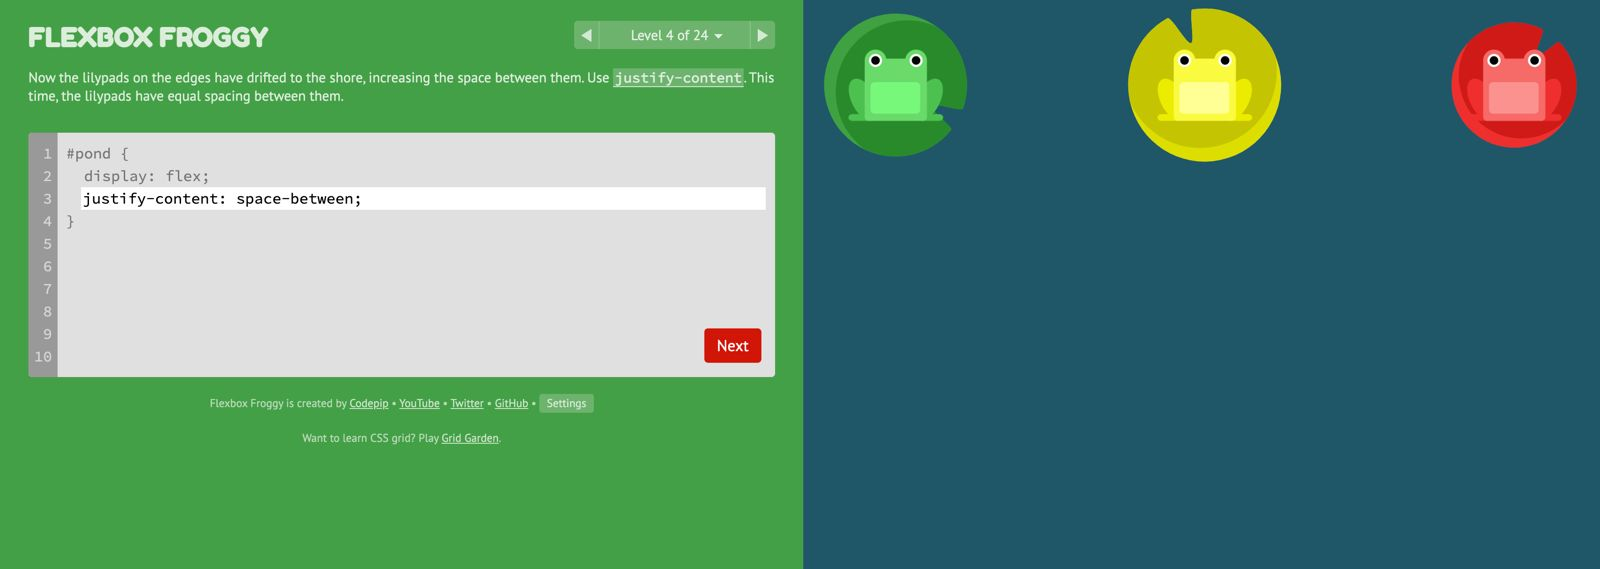 FLEXBOX FROGGY
Level 4 of 24
Now the lilypads on the edges have drifted to the shore, increasing the space between them. Use justify-content. This
time, the lilypads have equal spacing between them.
1 #pond {
2 display: flex;
3 justify-content: space-between;
4 }
5
6
7
8
9
10
Next
Flexbox Froggy is created by Codepip • YouTube • Twitter • GitHub • Settings
Want to learn CSS grid? Play Grid Garden.